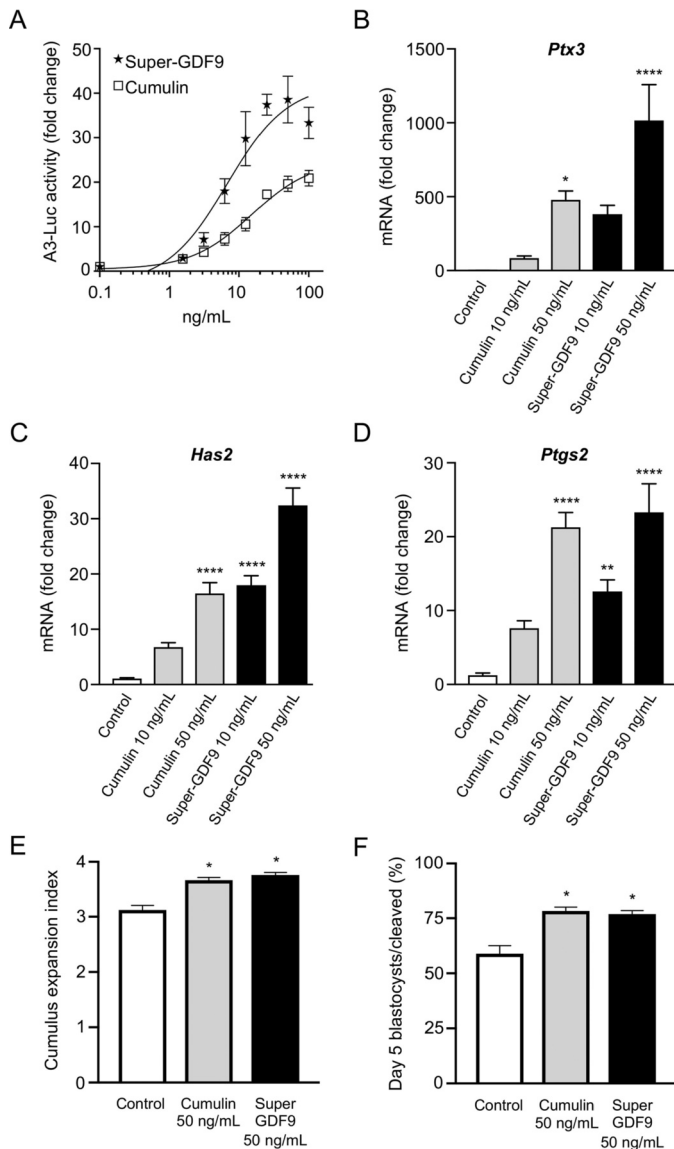 A
A3-Luc activity (fold change)
50
40
30
20
10
0
★ Super-GDF9
□ Cumulin
0.1
1
10
100
ng/mL
B
Ptx3
mRNA (fold change)
1500
1000
500
0
*
****
Control
Cumulin 10 ng/mL
Cumulin 50 ng/mL
Super-GDF9 10 ng/mL
Super-GDF9 50 ng/mL
C
Has2
mRNA (fold change)
40
30
20
10
0
****
****
****
Control
Cumulin 10 ng/mL
Cumulin 50 ng/mL
Super-GDF9 10 ng/mL
Super-GDF9 50 ng/mL
D
Ptgs2
mRNA (fold change)
30
20
10
0
****
**
****
Control
Cumulin 10 ng/mL
Cumulin 50 ng/mL
Super-GDF9 10 ng/mL
Super-GDF9 50 ng/mL
E
Cumulus expansion index
4
3
2
1
0
*
*
Control
Cumulin
50 ng/mL
Super
GDF9
50 ng/mL
F
Day 5 blastocysts/cleaved (%)
100
75
50
25
0
*
*
Control
Cumulin
50 ng/mL
Super
GDF9
50 ng/mL